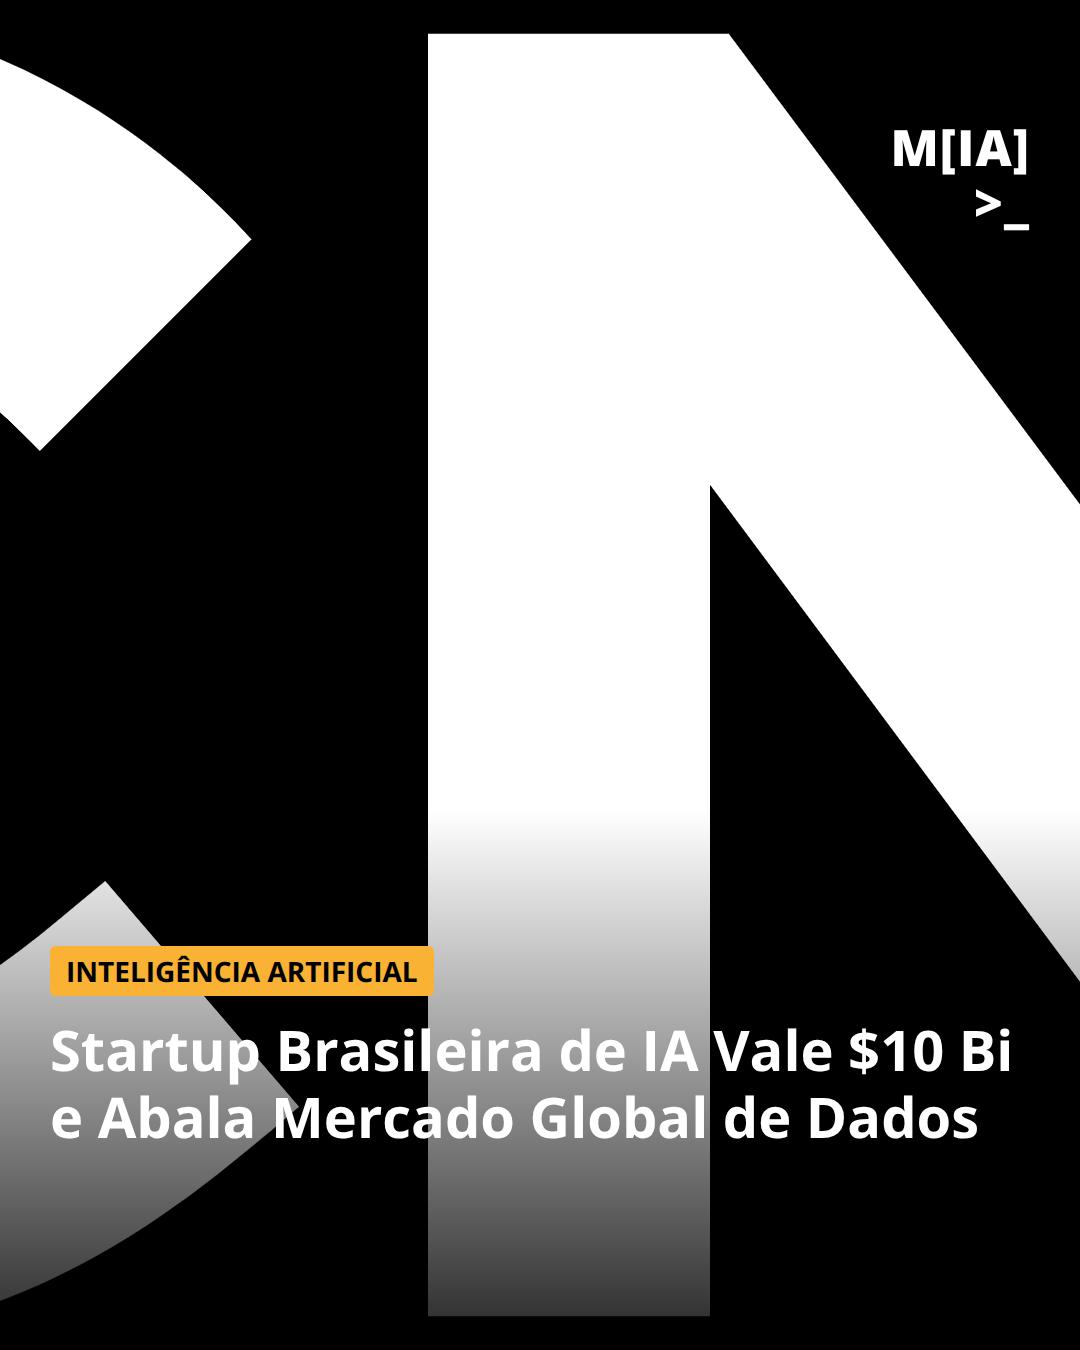 M[IA]
>_
INTELIGÊNCIA ARTIFICIAL
Startup Brasileira de IA Vale $10 Bi
e Abala Mercado Global de Dados